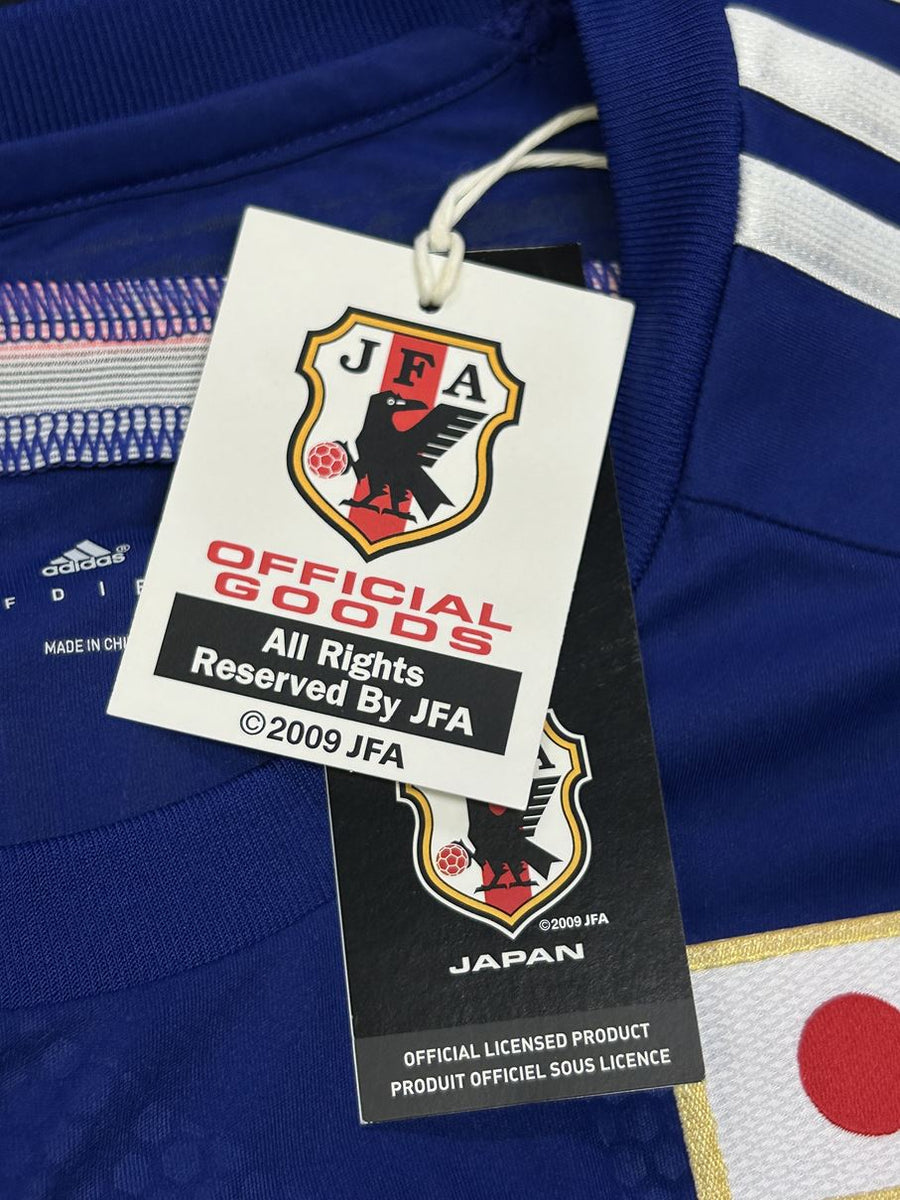 JFA
OFFICIAL
GOODS
All Rights
Reserved By JFA
©2009 JFA
adidas®
MADE IN
©2009 JFA
JAPAN
OFFICIAL LICENSED PRODUCT
PRODUIT OFFICIEL SOUS LICENCE